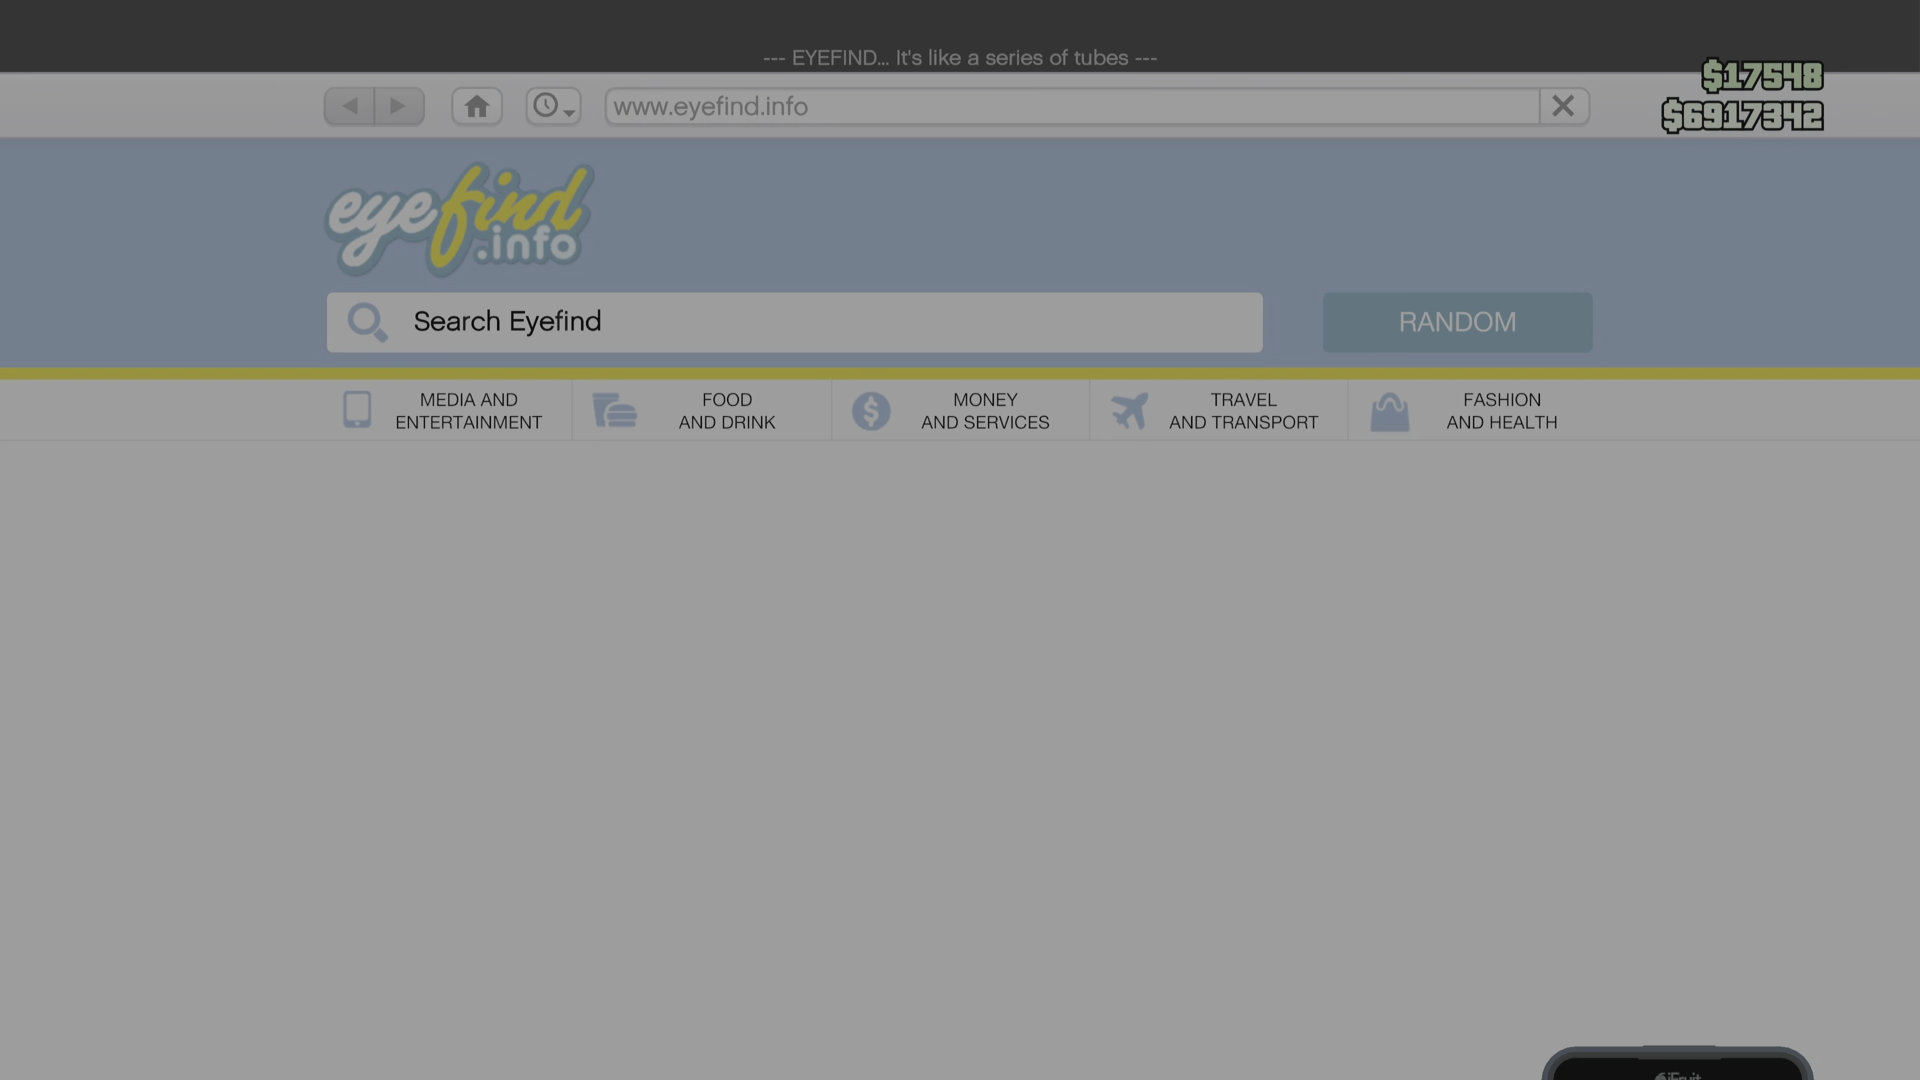 --- EYEFIND... It's like a series of tubes ---
$17548
www.eyefind.info
$6917342
eyefind
.info
Search Eyefind
RANDOM
MEDIA AND
ENTERTAINMENT
FOOD
AND DRINK
MONEY
AND SERVICES
TRAVEL
AND TRANSPORT
FASHION
AND HEALTH
iFruit